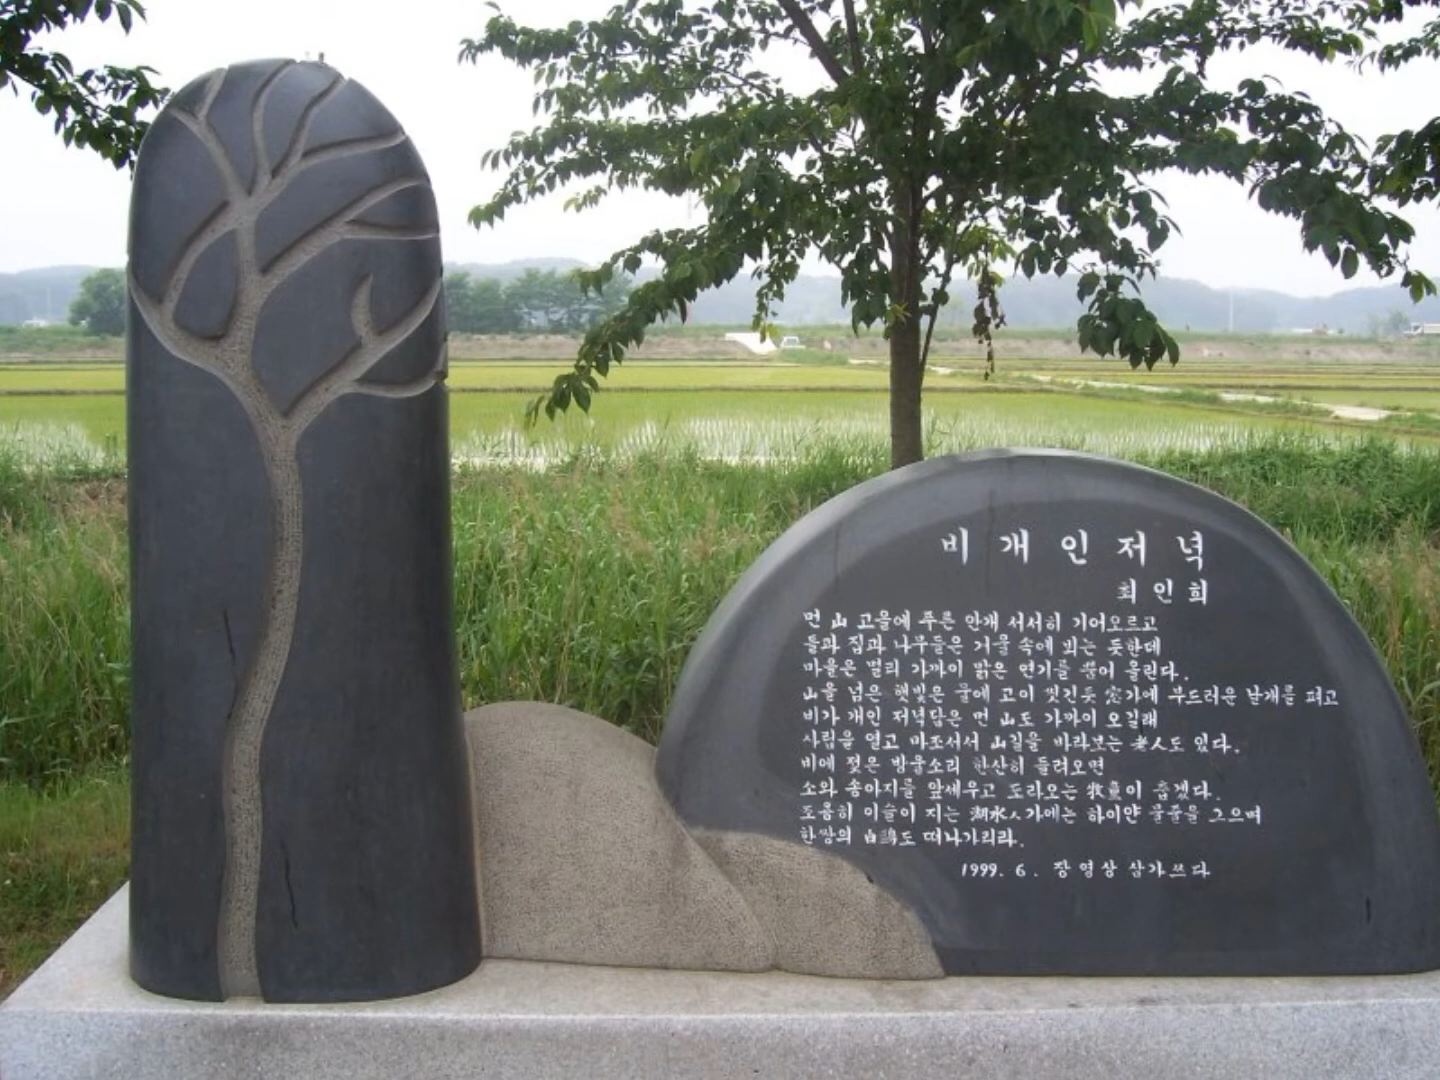 비 개 인 저 녁
최 인 희
먼 山 고을에 푸른 안개 서서히 기어오르고
들과 집과 나무들은 거울 속에 뵈는 듯한데
마을은 멀리 가까이 맑은 연기를 뿜어 올린다.
山을 넘은 햇빛은 물에 고이 씻긴듯 窓가에 부드러운 날개를 펴고
비가 개인 저녁답은 먼 山도 가까이 오길래
사립을 열고 마조서서 山길을 바라보는 老人도 있다.
비에 젖은 방울소리 한산히 들려오면
소와 송아지를 앞세우고 도라오는 牧童이 춥겠다.
도롬히 이슬이 지는 湖水ㅅ가에는 하이얀 물줄을 그으며
한쌍의 白鵠도 떠나가리라.
1999. 6. 장영상 삼가쓰다